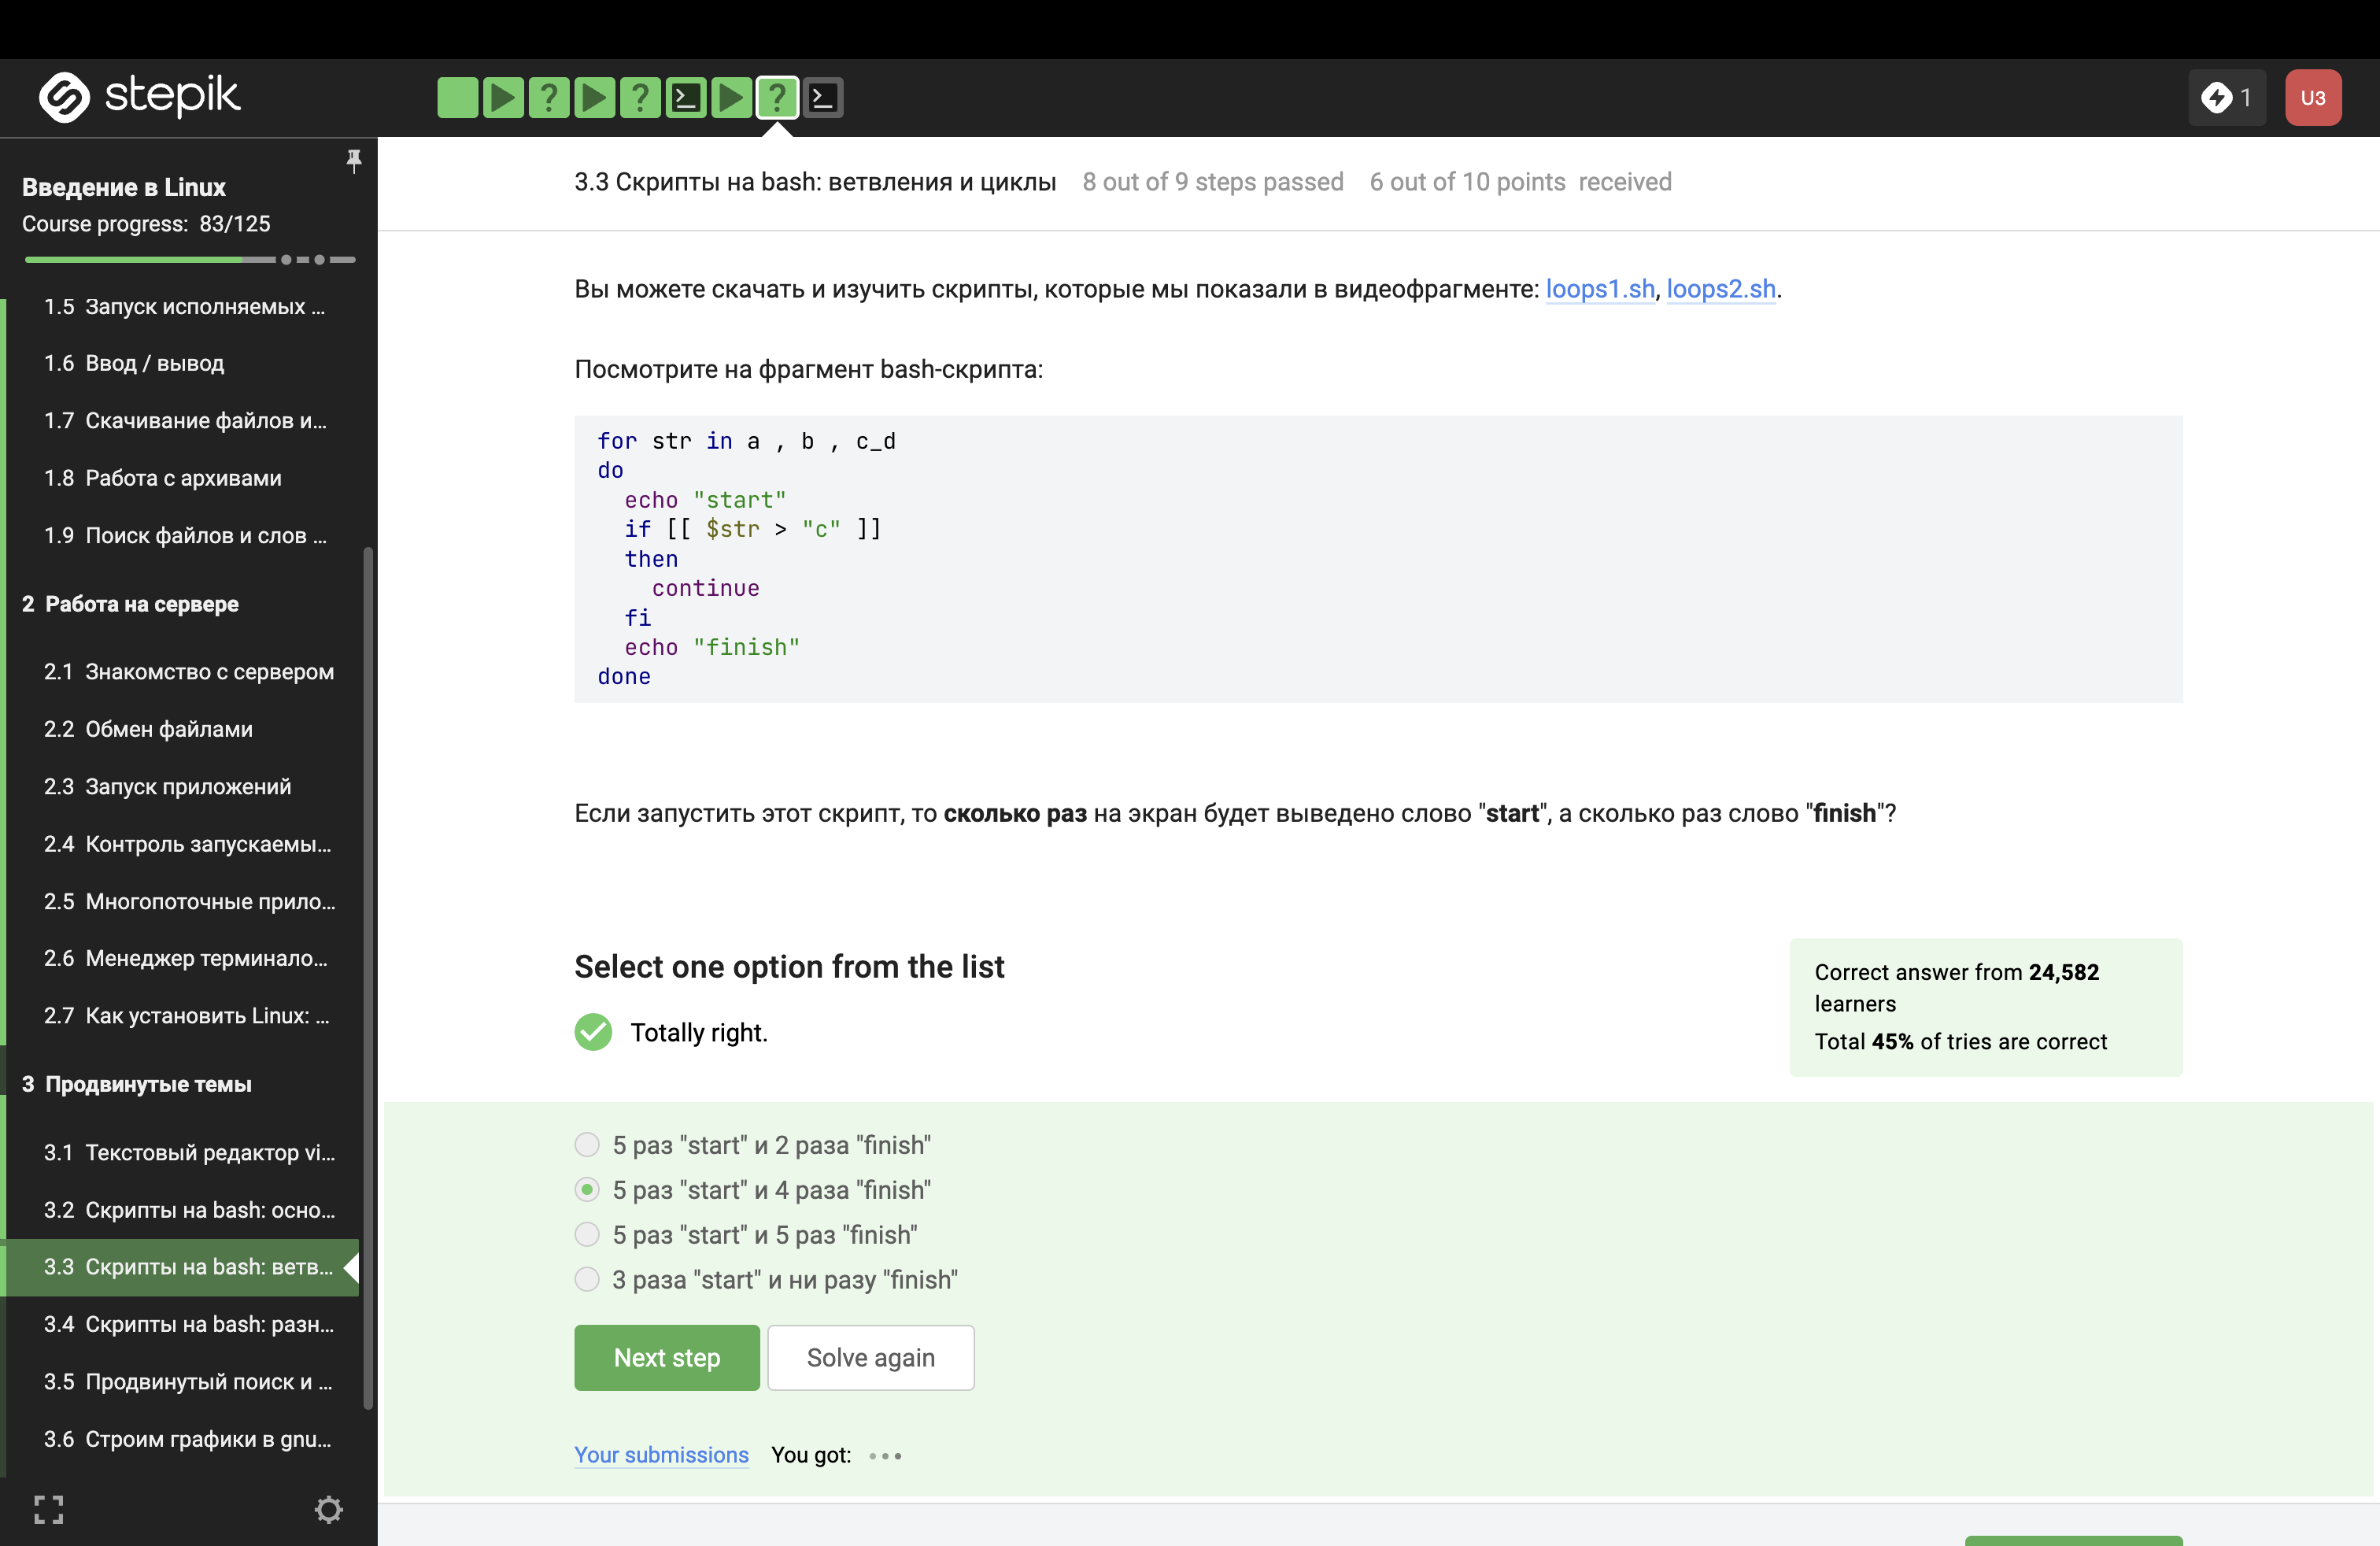 stepik
1
U3
Введение в Linux
Course progress: 83/125
1.5 Запуск исполняемых ...
1.6 Ввод / вывод
1.7 Скачивание файлов и...
1.8 Работа с архивами
1.9 Поиск файлов и слов ...
2 Работа на сервере
2.1 Знакомство с сервером
2.2 Обмен файлами
2.3 Запуск приложений
2.4 Контроль запускаемы...
2.5 Многопоточные прило...
2.6 Менеджер терминало...
2.7 Как установить Linux: ...
3 Продвинутые темы
3.1 Текстовый редактор vi...
3.2 Скрипты на bash: осно...
3.3 Скрипты на bash: ветв...
3.4 Скрипты на bash: разн...
3.5 Продвинутый поиск и ...
3.6 Строим графики в gnu...
3.3 Скрипты на bash: ветвления и циклы 8 out of 9 steps passed 6 out of 10 points received
Вы можете скачать и изучить скрипты, которые мы показали в видеофрагменте: loops1.sh, loops2.sh.
Посмотрите на фрагмент bash-скрипта:
for str in a , b , c_d
do
echo "start"
if [[ $str > "c" ]]
then
continue
fi
echo "finish"
done
Если запустить этот скрипт, то сколько раз на экран будет выведено слово "start", а сколько раз слово "finish"?
Select one option from the list
Totally right.
Correct answer from 24,582
learners
Total 45% of tries are correct
5 раз "start" и 2 раза "finish"
5 раз "start" и 4 раза "finish"
5 раз "start" и 5 раз "finish"
3 раза "start" и ни разу "finish"
Next step
Solve again
Your submissions You got: